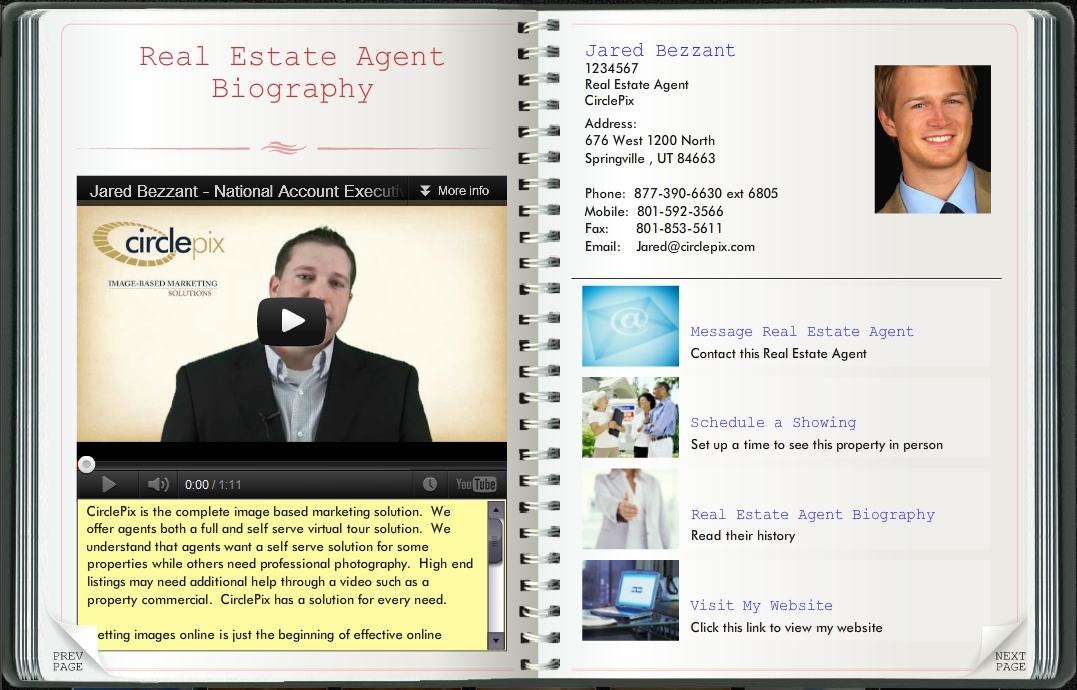 Real Estate Agent
Biography
Jared Bezzant - National Account Executiv
More info
circlepix
IMAGE-BASED MARKETING
SOLUTIONS
0:00 / 1:11
YouTube
CirclePix is the complete image based marketing solution. We
offer agents both a full and self serve virtual tour solution. We
understand that agents want a self serve solution for some
properties while others need professional photography. High end
listings may need additional help through a video such as a
property commercial. CirclePix has a solution for every need.
etting images online is just the beginning of effective online
PREV
PAGE
Jared Bezzant
1234567
Real Estate Agent
CirclePix
Address:
676 West 1200 North
Springville , UT 84663
Phone: 877-390-6630 ext 6805
Mobile: 801-592-3566
Fax: 801-853-5611
Email: Jared@circlepix.com
@
Message Real Estate Agent
Contact this Real Estate Agent
Schedule a Showing
Set up a time to see this property in person
Real Estate Agent Biography
Read their history
Visit My Website
Click this link to view my website
NEXT
PAGE